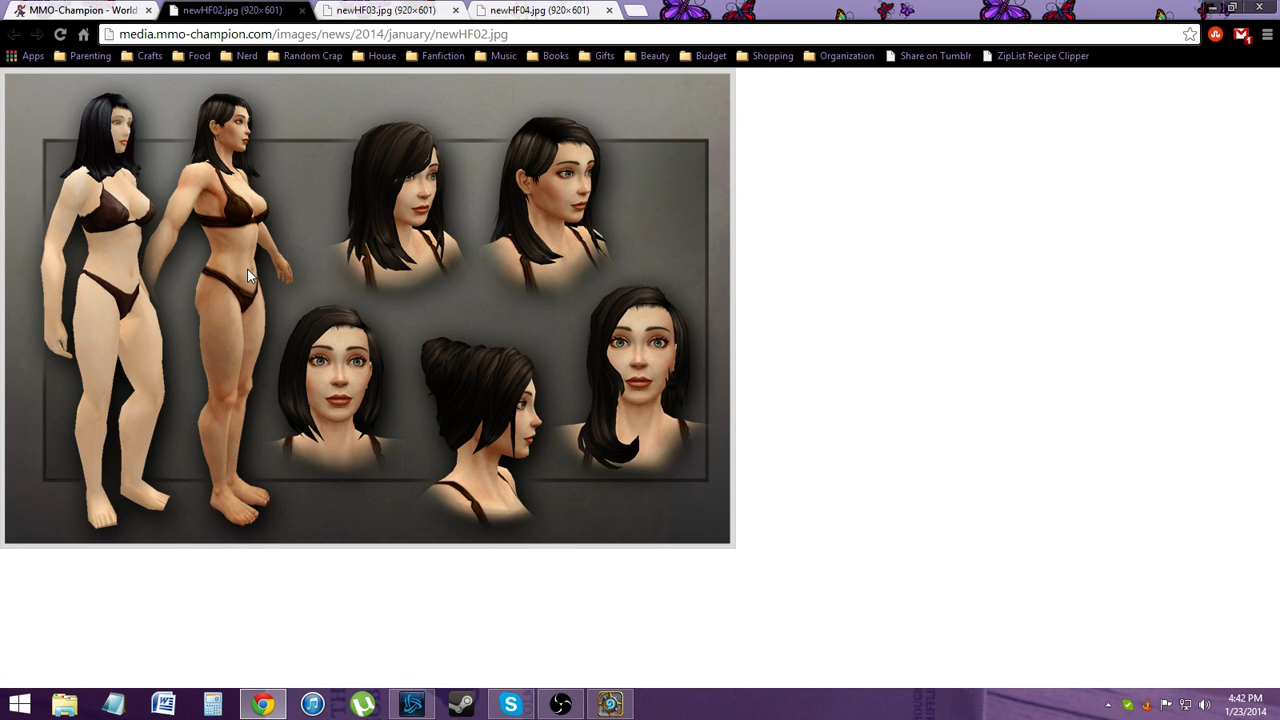 MMO-Champion - World
newHF02.jpg (920×601)
newHF03.jpg (920×601)
newHF04.jpg (920×601)
media.mmo-champion.com/images/news/2014/january/newHF02.jpg
1
Apps Parenting Crafts Food Nerd Random Crap House Fanfiction Music Books Gifts Beauty Budget Shopping Organization Share on Tumblr ZipList Recipe Clipper
4:42 PM
1/23/2014